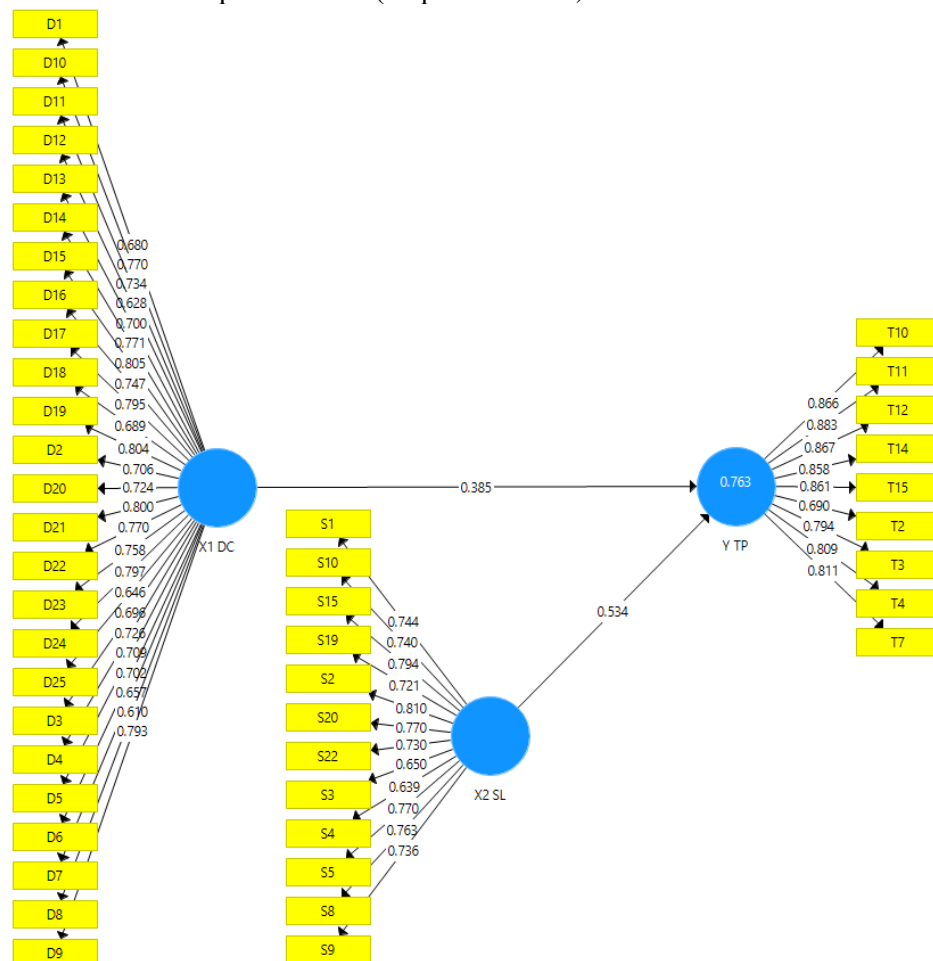 D1
D10
D11
D12
D13
D14
D15
D16
D17
D18
D19
D2
D20
D21
D22
D23
D24
D25
D3
D4
D5
D6
D7
D8
D9
0.680
0.770
0.734
0.628
0.700
0.771
0.805
0.747
0.795
0.689
0.804
0.706
0.724
0.800
0.770
0.758
0.797
0.646
0.696
0.726
0.709
0.702
0.657
0.610
0.793
X1 DC
0.385
S1
S10
S15
S19
S2
S20
S22
S3
S4
S5
S8
S9
0.744
0.740
0.794
0.721
0.810
0.770
0.730
0.650
0.639
0.770
0.763
0.736
X2 SL
0.534
0.763
Y TP
0.866
0.883
0.867
0.858
0.861
0.690
0.794
0.809
0.811
T10
T11
T12
T14
T15
T2
T3
T4
T7